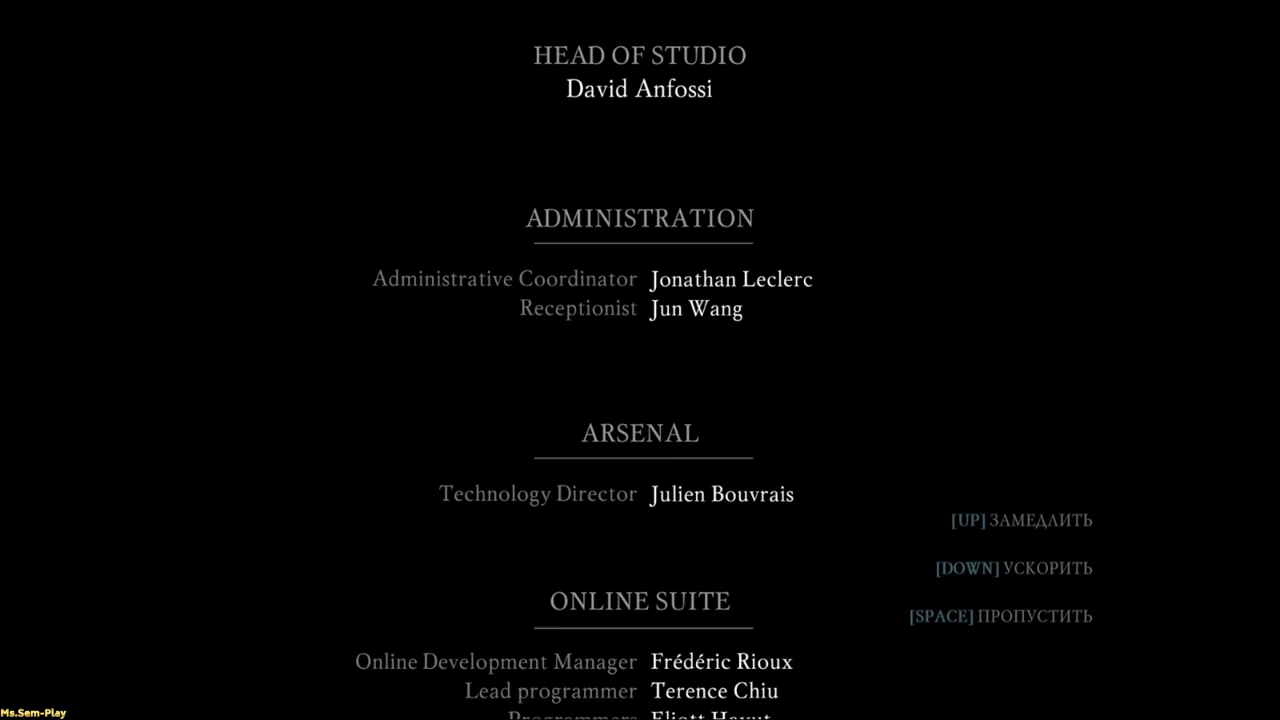 HEAD OF STUDIO
David Anfossi
ADMINISTRATION
Administrative Coordinator Jonathan Leclerc
Receptionist Jun Wang
ARSENAL
Technology Director Julien Bouvrais
[UP] ЗАМЕДЛИТЬ
[DOWN] УСКОРИТЬ
[SPACE] ПРОПУСТИТЬ
ONLINE SUITE
Online Development Manager Frédéric Rioux
Lead programmer Terence Chiu
Programmers Eliott
Ms.Sem-Play